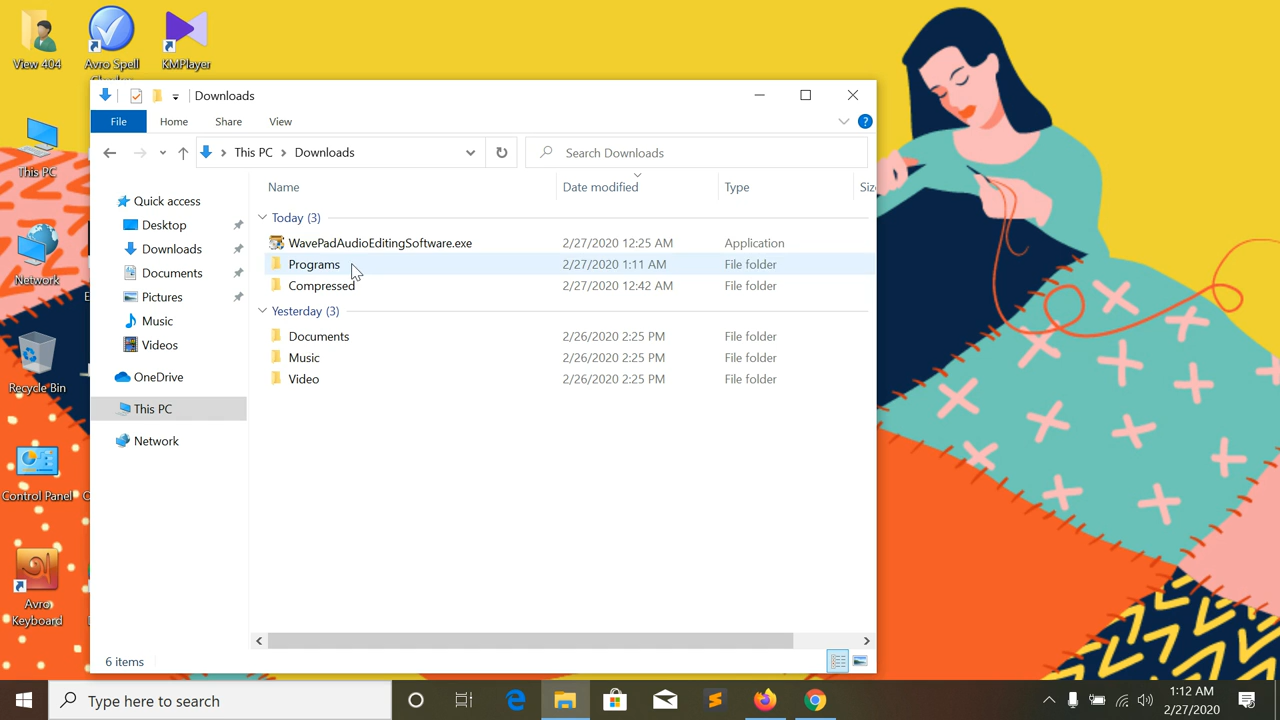 View 404
Avro Spell
KMPlayer
This PC
Network
Recycle Bin
Control Panel
Avro
Keyboard
Downloads
File
Home
Share
View
This PC
Downloads
Search Downloads
Name
Date modified
Type
Size
Quick access
Desktop
Downloads
Documents
Pictures
Music
Videos
OneDrive
This PC
Network
Today (3)
WavePadAudioEditingSoftware.exe 2/27/2020 12:25 AM Application
Programs 2/27/2020 1:11 AM File folder
Compressed 2/27/2020 12:42 AM File folder
Yesterday (3)
Documents 2/26/2020 2:25 PM File folder
Music 2/26/2020 2:25 PM File folder
Video 2/26/2020 2:25 PM File folder
6 items
Type here to search
1:12 AM
2/27/2020